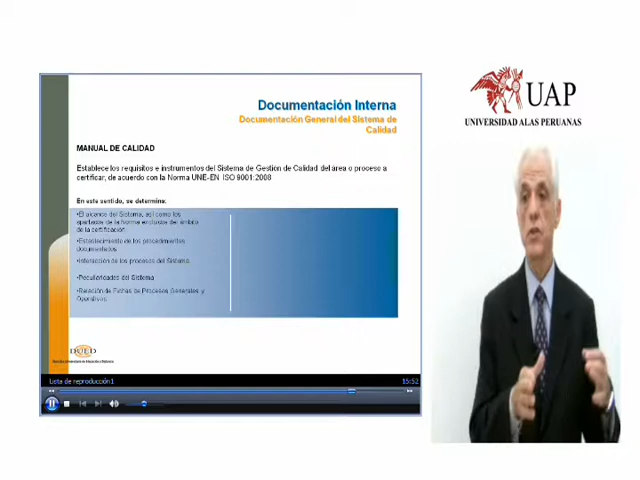 Documentación Interna
Documentación General del Sistema de
Calidad
MANUAL DE CALIDAD
Establece los requisitos e instrumentos del Sistema de Gestión de Calidad del área o proceso a
certificar, de acuerdo con la Norma UNE-EN ISO 9001:2008
En este sentido, se determina:
•El alcance del Sistema, así como los
apartados de la Norma excluidos del ámbito
de la certificación
•Establecimiento de los procedimientos
documentados
•Interacción de los procesos del Sistema
•Peculiaridades del Sistema
•Relación de Fichas de Procesos Generales y
Operativos
DUED
Lista de reproducción1
15:52
UAP
UNIVERSIDAD ALAS PERUANAS